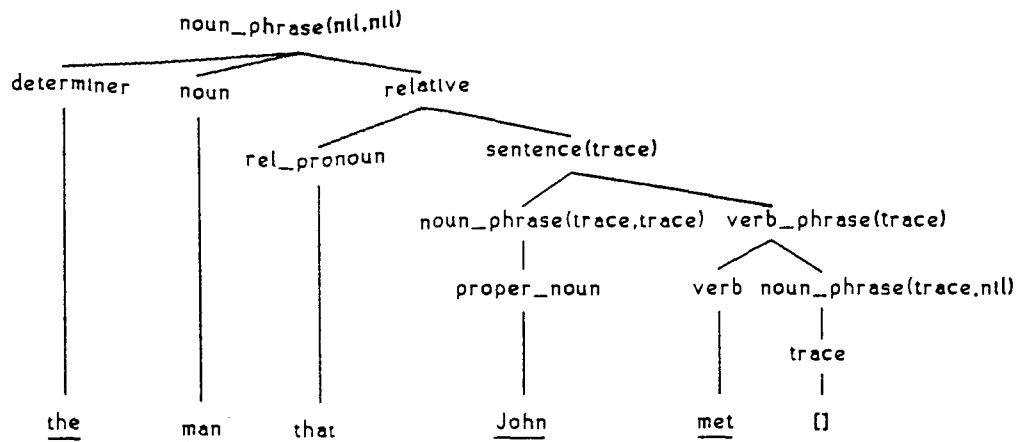 noun_phrase(nil,nil)
determiner noun relative
rel_pronoun sentence(trace)
noun_phrase(trace,trace) verb_phrase(trace)
proper_noun verb noun_phrase(trace,nil)
trace
the man that John met []